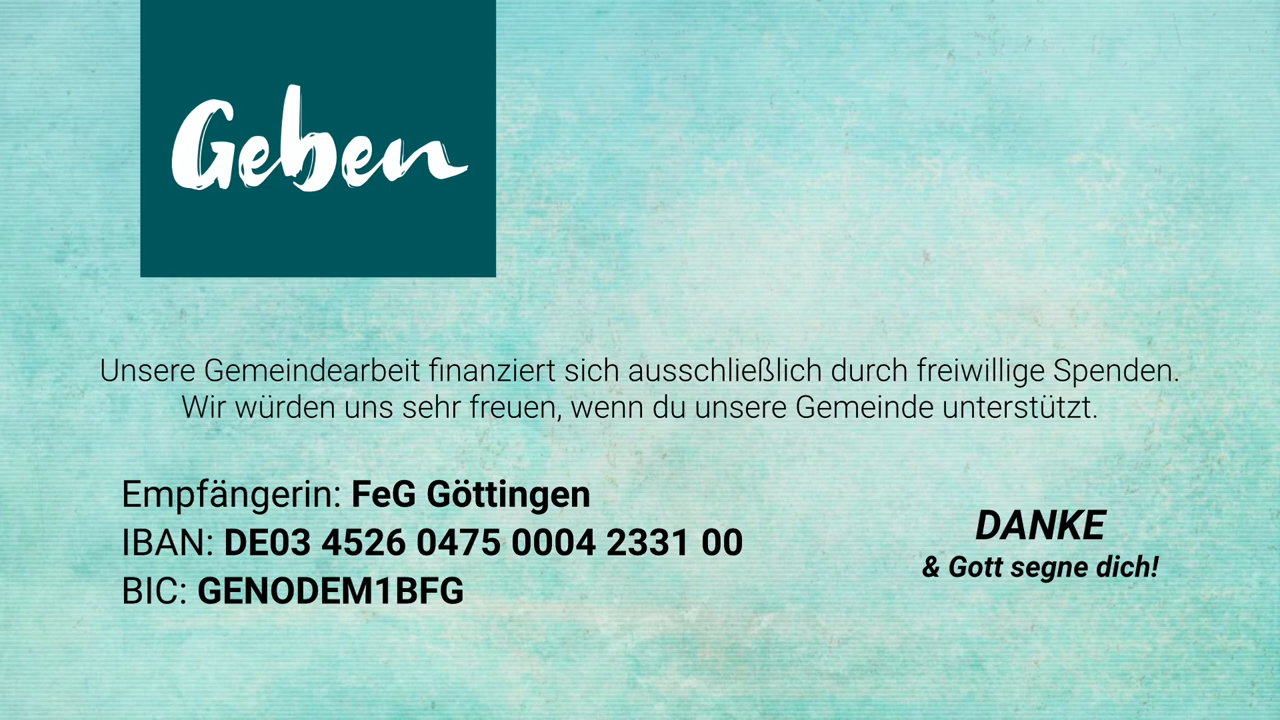 Geben
Unsere Gemeindearbeit finanziert sich ausschließlich durch freiwillige Spenden.
Wir würden uns sehr freuen, wenn du unsere Gemeinde unterstützt.
Empfängerin: FeG Göttingen
IBAN: DE03 4526 0475 0004 2331 00
BIC: GENODEM1BFG
DANKE
& Gott segne dich!